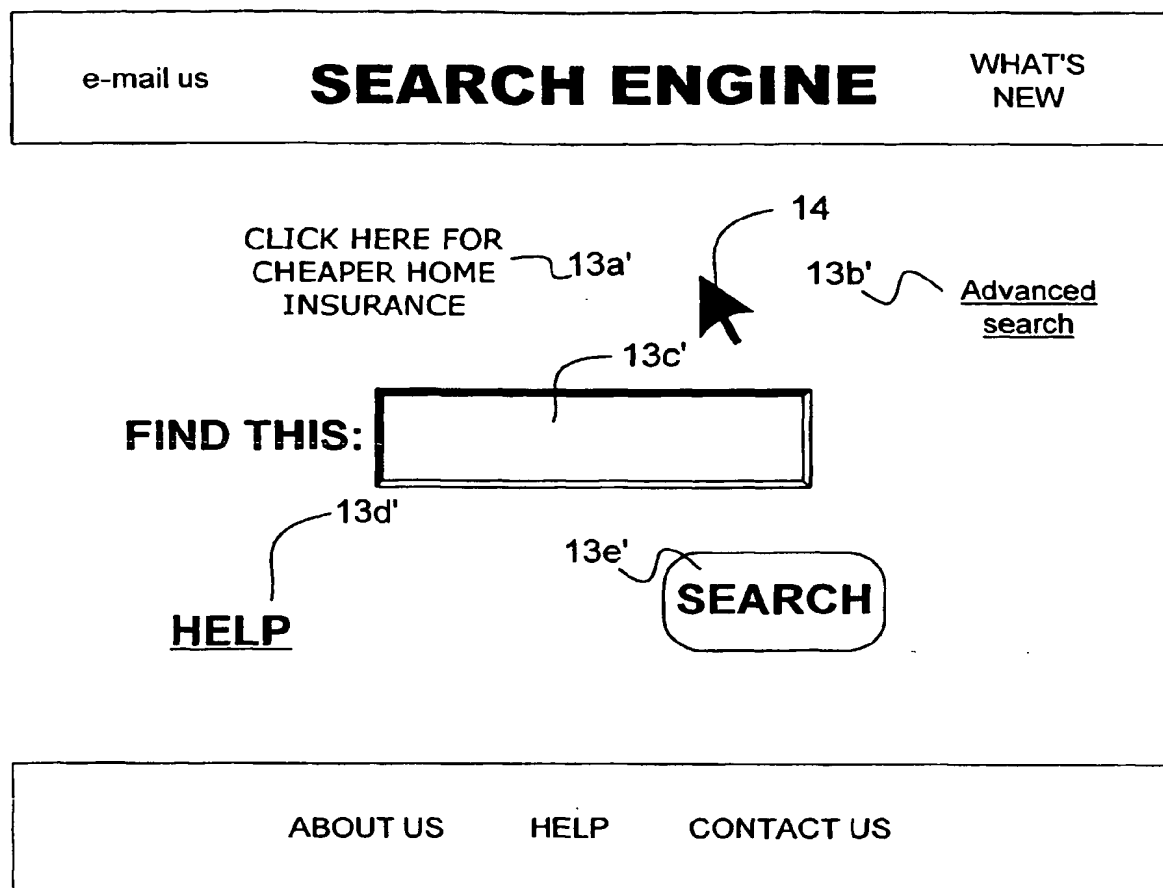 e-mail us
SEARCH ENGINE
WHAT'S
NEW
14
CLICK HERE FOR
CHEAPER HOME
INSURANCE
13a'
13b'
Advanced
search
13c'
FIND THIS:
13d'
13e'
SEARCH
HELP
ABOUT US HELP CONTACT US